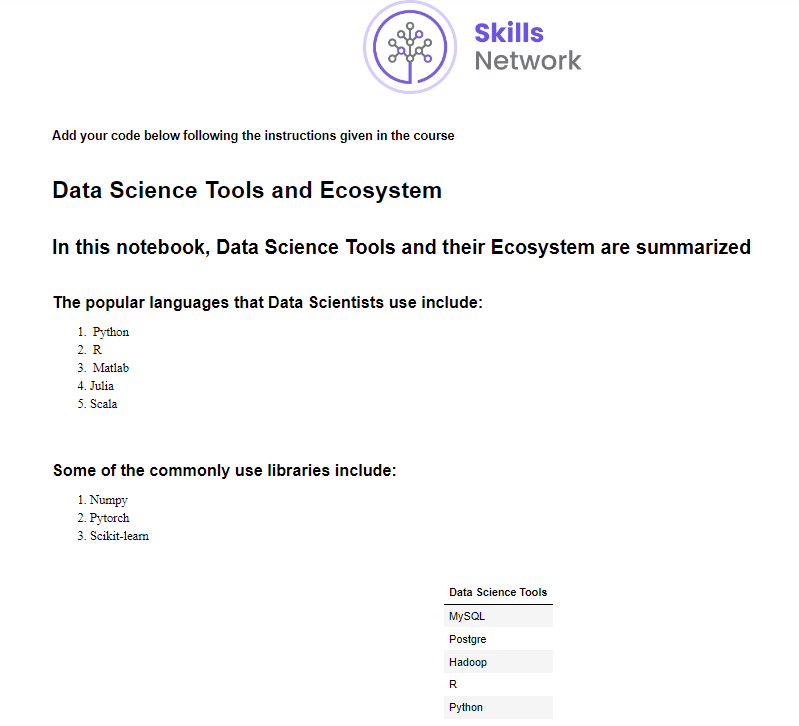 Skills
Network
Add your code below following the instructions given in the course
Data Science Tools and Ecosystem
In this notebook, Data Science Tools and their Ecosystem are summarized
The popular languages that Data Scientists use include:
1. Python
2. R
3. Matlab
4. Julia
5. Scala
Some of the commonly use libraries include:
1. Numpy
2. Pytorch
3. Scikit-learn
Data Science Tools
MySQL
Postgre
Hadoop
R
Python